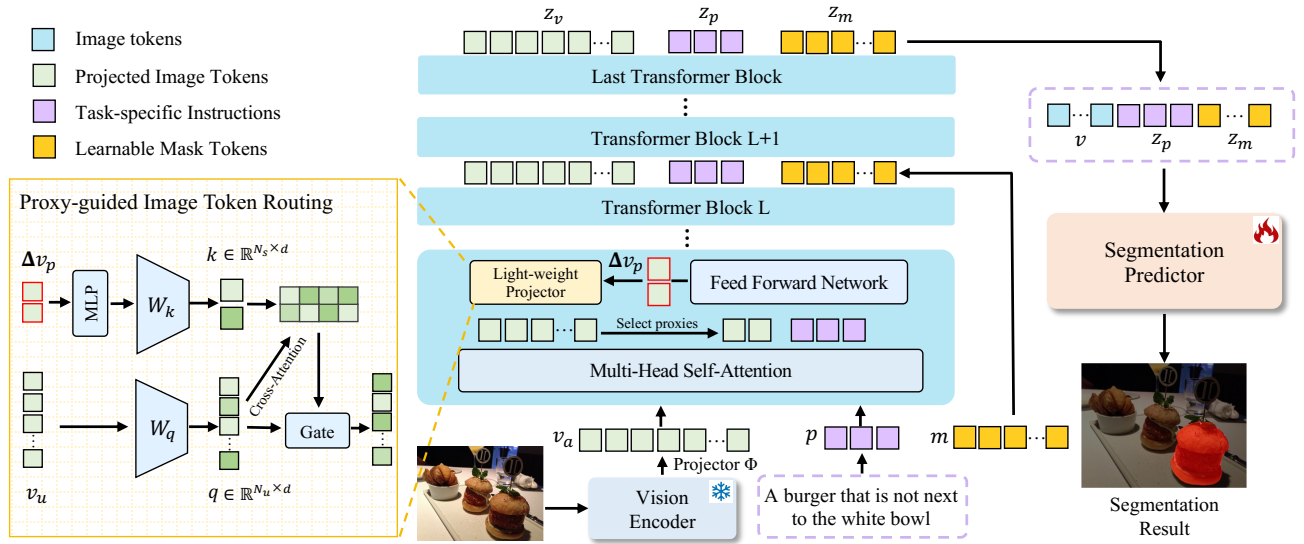 Image tokens
Projected Image Tokens
Task-specific Instructions
Learnable Mask Tokens
z_v
z_p
z_m
Last Transformer Block
Transformer Block L+1
Transformer Block L
Light-weight
Projector
Δv_p
Feed Forward Network
Select proxies
Multi-Head Self-Attention
v_a
p
m
Projector Φ
Vision
Encoder
A burger that is not next
to the white bowl
Proxy-guided Image Token Routing
Δv_p
MLP
W_k
k ∈ ℝ^{N_s×d}
Cross-Attention
v_u
W_q
q ∈ ℝ^{N_u×d}
Gate
v
z_p
z_m
Segmentation
Predictor
Segmentation
Result